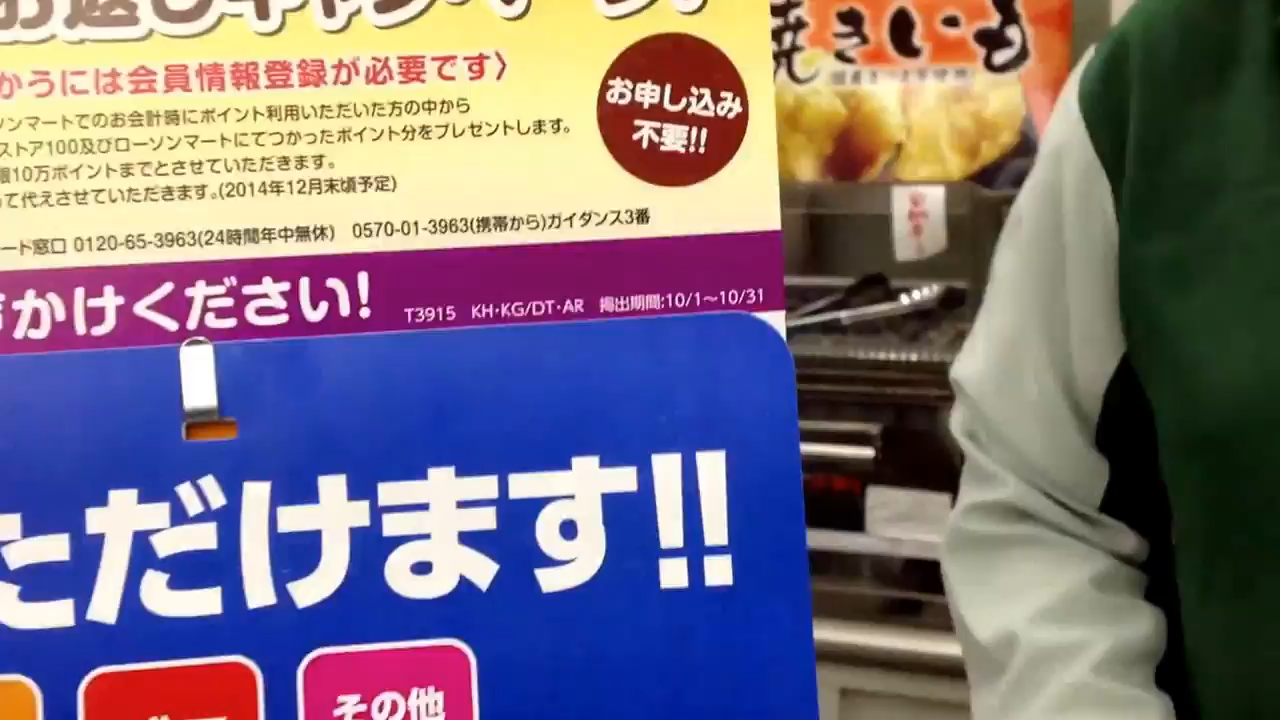 お返しキャンペーン!
かうには会員情報登録が必要です〉
ソンマートでのお会計時にポイント利用いただいた方の中から
ストア100及びローソンマートにてつかったポイント分をプレゼントします。
限10万ポイントまでとさせていただきます。
って代えさせていただきます。(2014年12月末頃予定)
ード窓口 0120-65-3963(24時間年中無休) 0570-01-3963(携帯から)ガイダンス3番
お申し込み
不要!!
声かけください!
T3915 KH・KG/DT・AR 掲出期間:10/1〜10/31
ただけます!!
その他
焼きいも